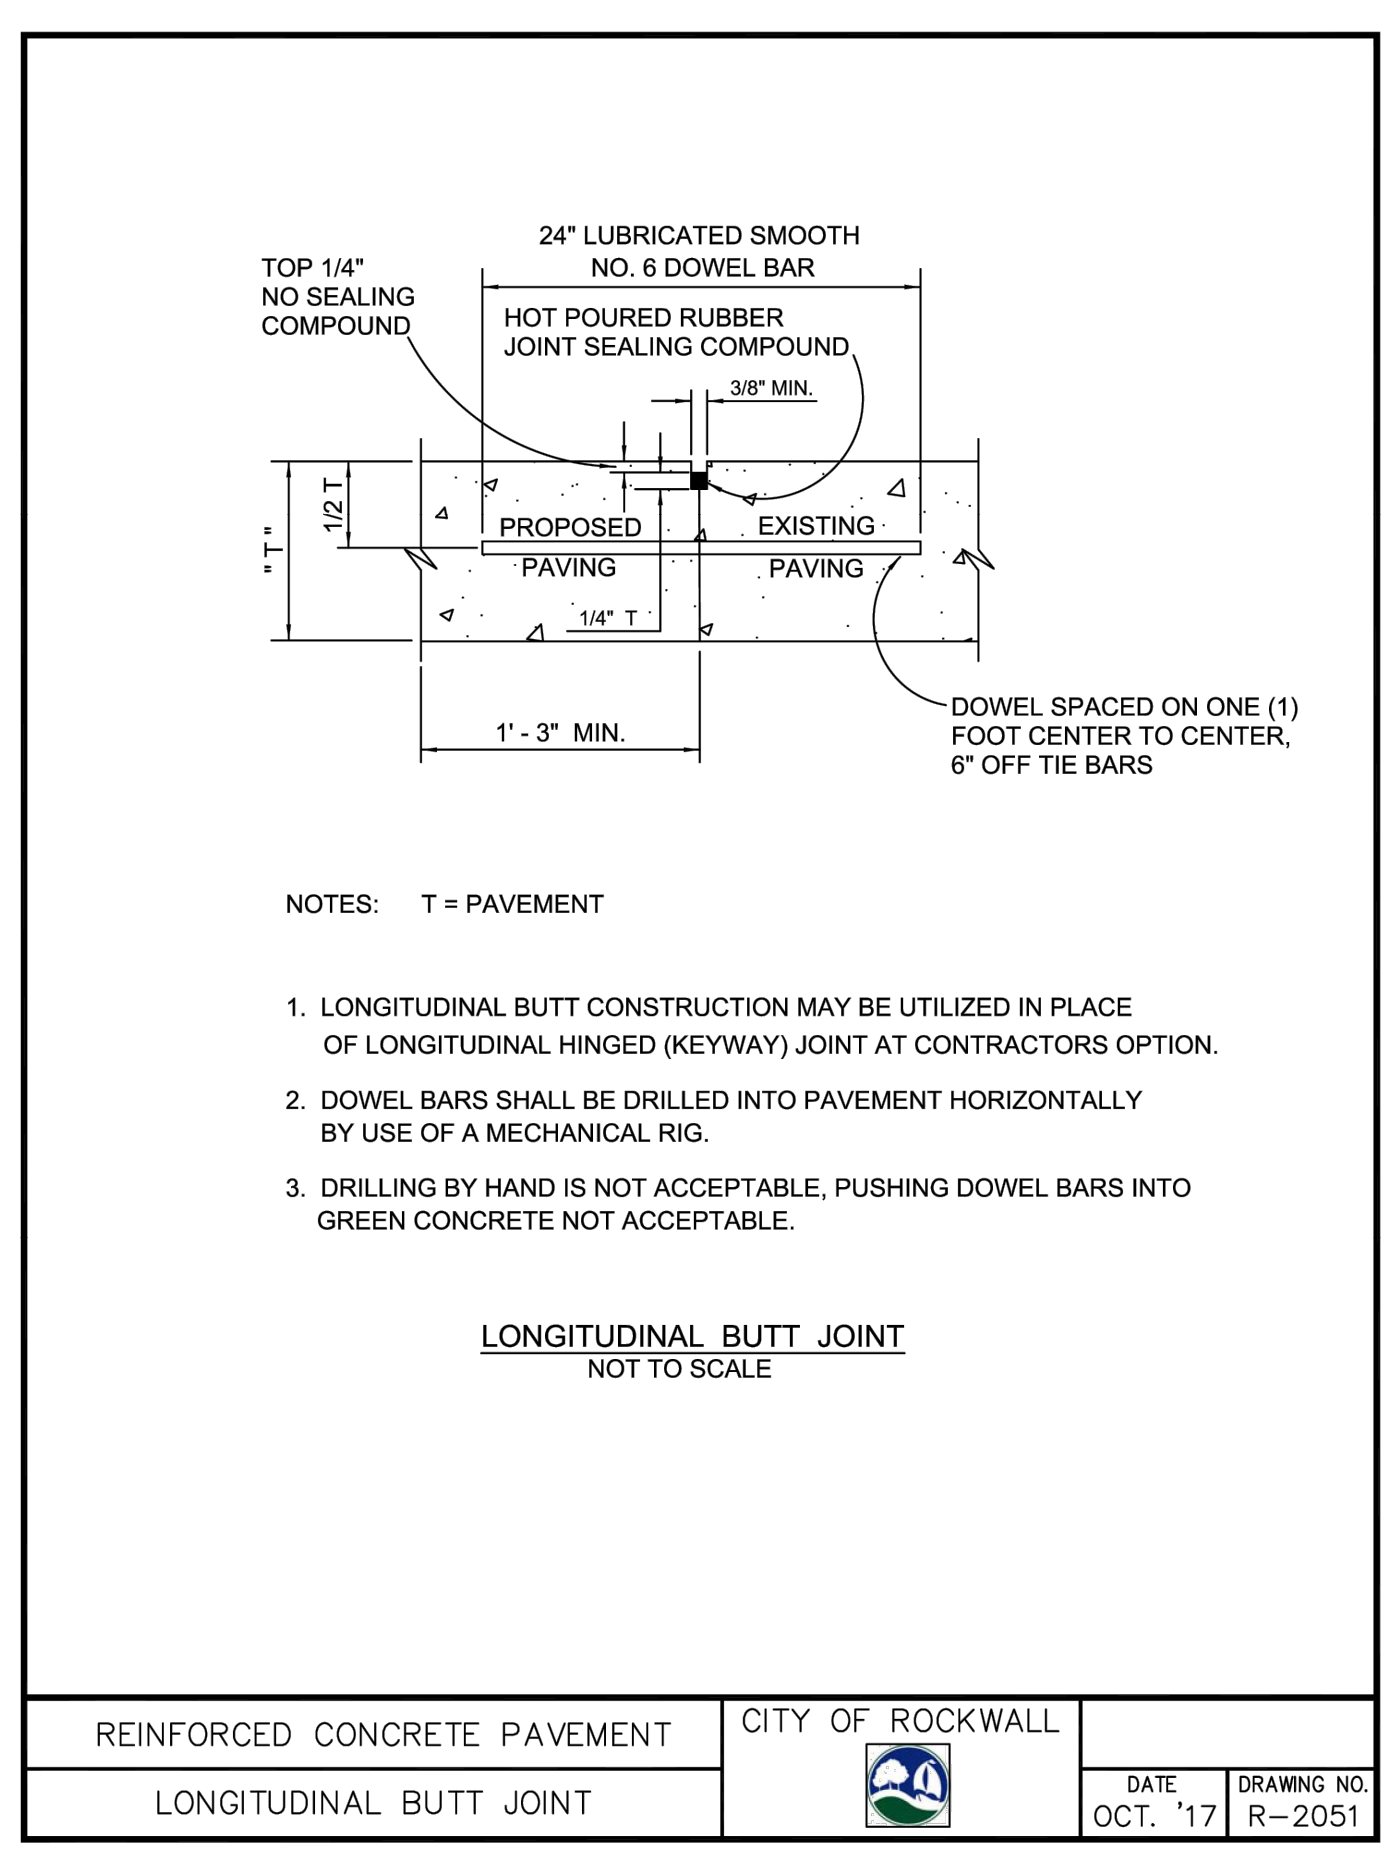 24" LUBRICATED SMOOTH
NO. 6 DOWEL BAR
TOP 1/4"
NO SEALING
COMPOUND
HOT POURED RUBBER
JOINT SEALING COMPOUND
3/8" MIN.
1/2 T
" T "
PROPOSED
PAVING
EXISTING
PAVING
1/4" T
1' - 3" MIN.
DOWEL SPACED ON ONE (1)
FOOT CENTER TO CENTER,
6" OFF TIE BARS
NOTES: T = PAVEMENT
1. LONGITUDINAL BUTT CONSTRUCTION MAY BE UTILIZED IN PLACE
OF LONGITUDINAL HINGED (KEYWAY) JOINT AT CONTRACTORS OPTION.
2. DOWEL BARS SHALL BE DRILLED INTO PAVEMENT HORIZONTALLY
BY USE OF A MECHANICAL RIG.
3. DRILLING BY HAND IS NOT ACCEPTABLE, PUSHING DOWEL BARS INTO
GREEN CONCRETE NOT ACCEPTABLE.
LONGITUDINAL BUTT JOINT
NOT TO SCALE
REINFORCED CONCRETE PAVEMENT
LONGITUDINAL BUTT JOINT
CITY OF ROCKWALL
DATE
OCT. '17
DRAWING NO.
R-2051